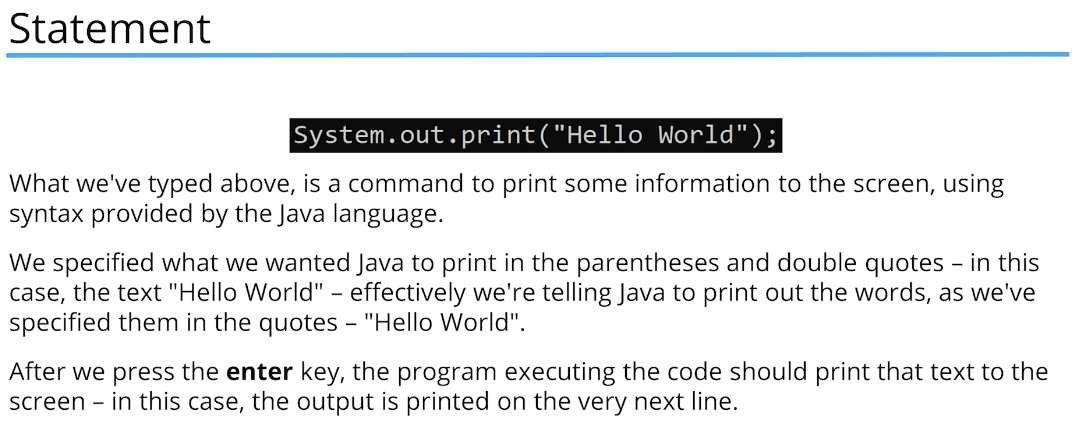 Statement
System.out.print("Hello World");
What we've typed above, is a command to print some information to the screen, using
syntax provided by the Java language.
We specified what we wanted Java to print in the parentheses and double quotes – in this
case, the text "Hello World" – effectively we're telling Java to print out the words, as we've
specified them in the quotes – "Hello World".
After we press the enter key, the program executing the code should print that text to the
screen – in this case, the output is printed on the very next line.